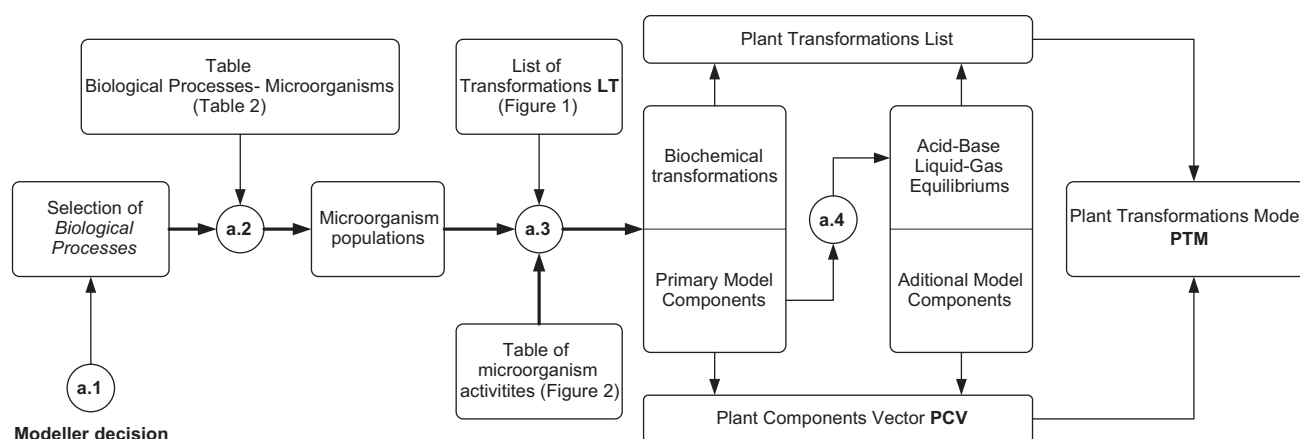 Plant Transformations List
Table
Biological Processes- Microorganisms
(Table 2)
List of
Transformations LT
(Figure 1)
Biochemical
transformations
Acid-Base
Liquid-Gas
Equilibriums
Selection of
Biological
Processes
a.2
Microorganism
populations
a.3
a.4
Plant Transformations Model
PTM
Primary Model
Components
Aditional Model
Components
Table of
microorganism
activitites (Figure 2)
a.1
Modeller decision
Plant Components Vector PCV